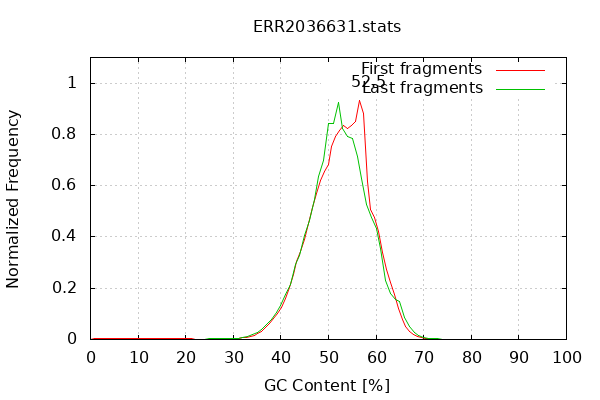 ERR2036631.stats
First fragments
52.5
Last fragments
Normalized Frequency
1
0.8
0.6
0.4
0.2
0
0 10 20 30 40 50 60 70 80 90 100
GC Content [%]